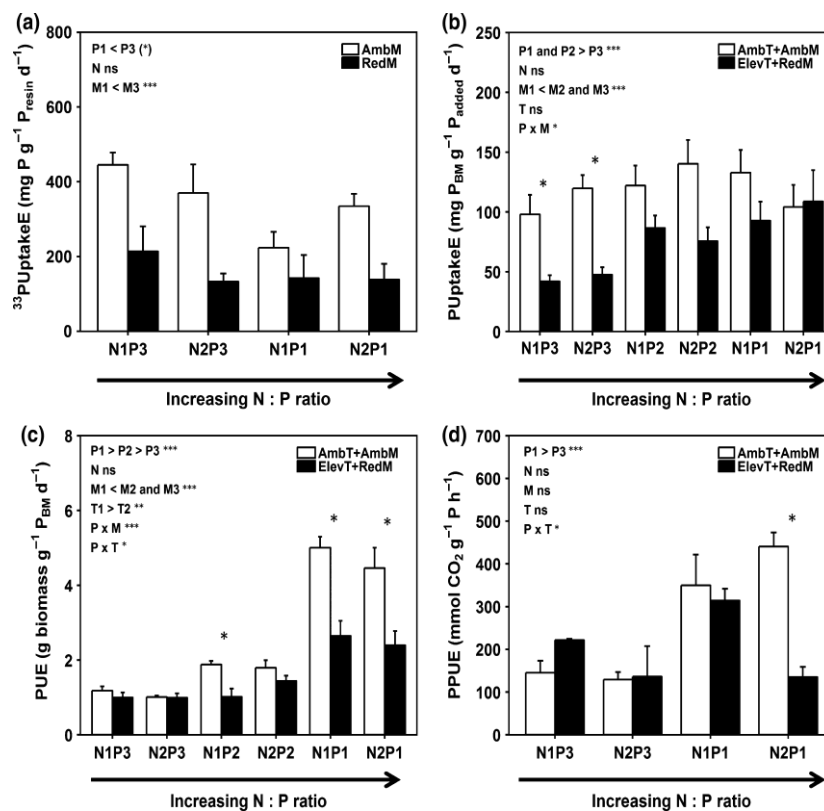 (a)
800
600
400
200
0
³³PUptakeE (mg P g⁻¹ P_resin d⁻¹)
P1 < P3 (*)
N ns
M1 < M3 ***
AmbM
RedM
N1P3 N2P3 N1P1 N2P1
Increasing N : P ratio
(b)
250
200
150
100
50
0
PUptakeE (mg P_BM g⁻¹ P_added d⁻¹)
P1 and P2 > P3 ***
N ns
M1 < M2 and M3 ***
T ns
P x M *
AmbT+AmbM
ElevT+RedM
* *
N1P3 N2P3 N1P2 N2P2 N1P1 N2P1
Increasing N : P ratio
(c)
8
6
4
2
0
PUE (g biomass g⁻¹ P_BM d⁻¹)
P1 > P2 > P3 ***
N ns
M1 < M2 and M3 ***
T1 > T2 **
P x M ***
P x T *
AmbT+AmbM
ElevT+RedM
* * *
N1P3 N2P3 N1P2 N2P2 N1P1 N2P1
Increasing N : P ratio
(d)
700
600
500
400
300
200
100
0
PPUE (mmol CO₂ g⁻¹ P h⁻¹)
P1 > P3 ***
N ns
M ns
T ns
P x T *
AmbT+AmbM
ElevT+RedM
*
N1P3 N2P3 N1P1 N2P1
Increasing N : P ratio